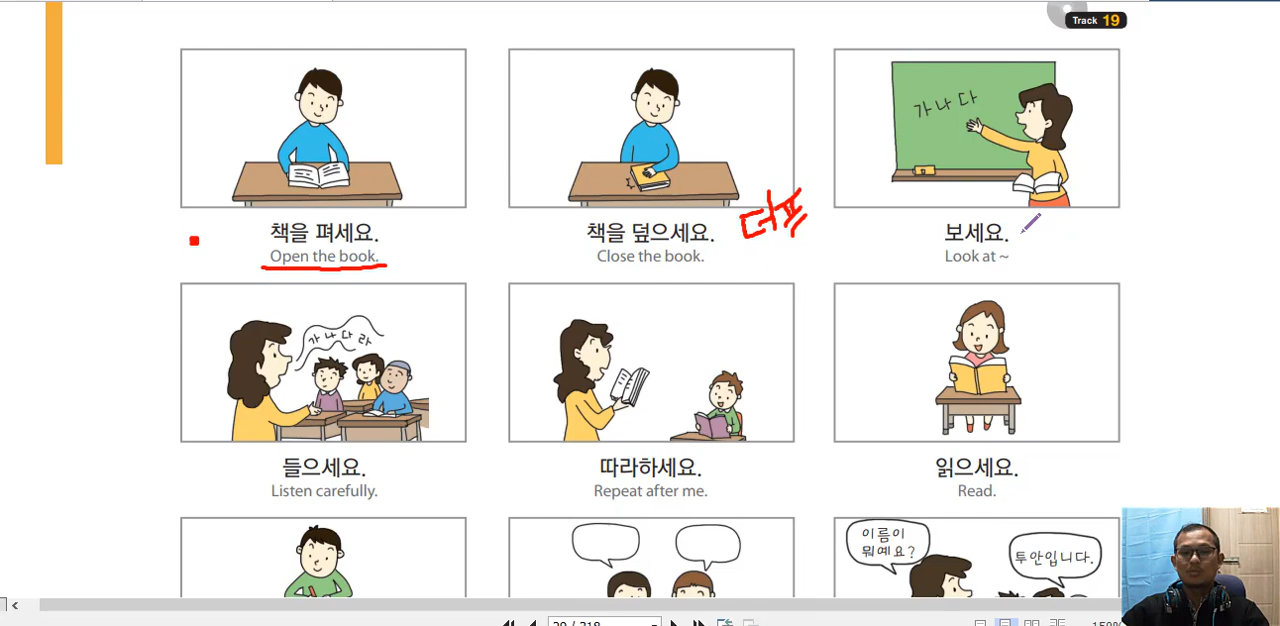 Track 19
가나다
책을 펴세요.
Open the book.
책을 덮으세요.
Close the book.
더프
보세요.
Look at ~
가나다라
들으세요.
Listen carefully.
따라하세요.
Repeat after me.
읽으세요.
Read.
이름이
뭐예요?
투안입니다.